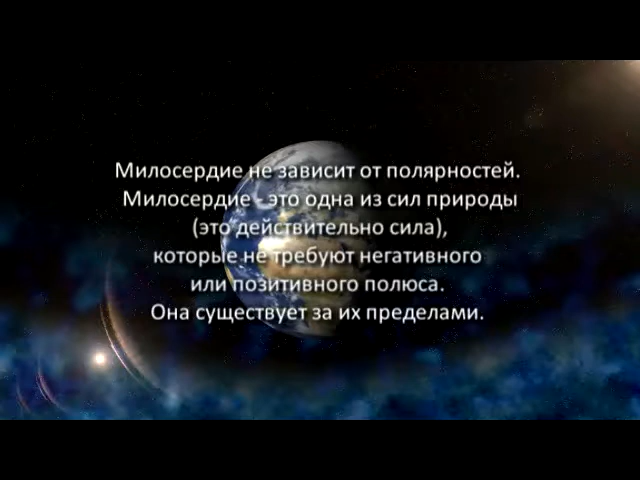 Милосердие не зависит от полярностей.
Милосердие - это одна из сил природы
(это действительно сила),
которые не требуют негативного
или позитивного полюса.
Она существует за их пределами.